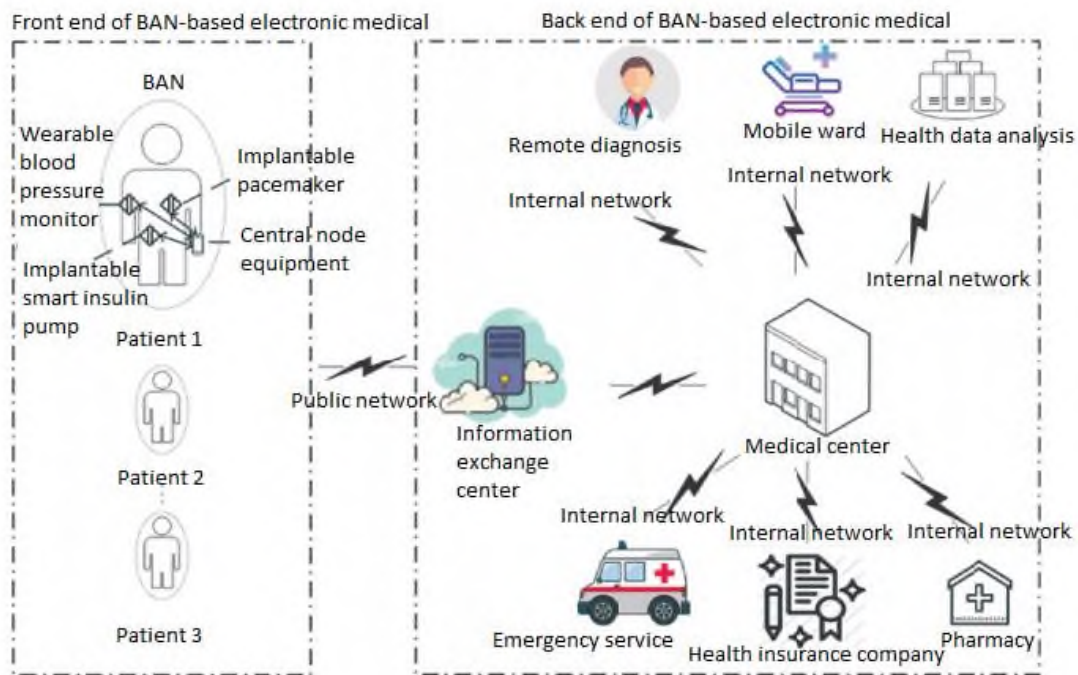 Front end of BAN-based electronic medical
Back end of BAN-based electronic medical
BAN
Wearable
blood
pressure
monitor
Implantable
pacemaker
Central node
equipment
Implantable
smart insulin
pump
Patient 1
Patient 2
Patient 3
Public network
Information
exchange
center
Remote diagnosis
Mobile ward
Health data analysis
Internal network
Internal network
Internal network
Medical center
Internal network
Internal network
Internal network
Emergency service
Health insurance company
Pharmacy